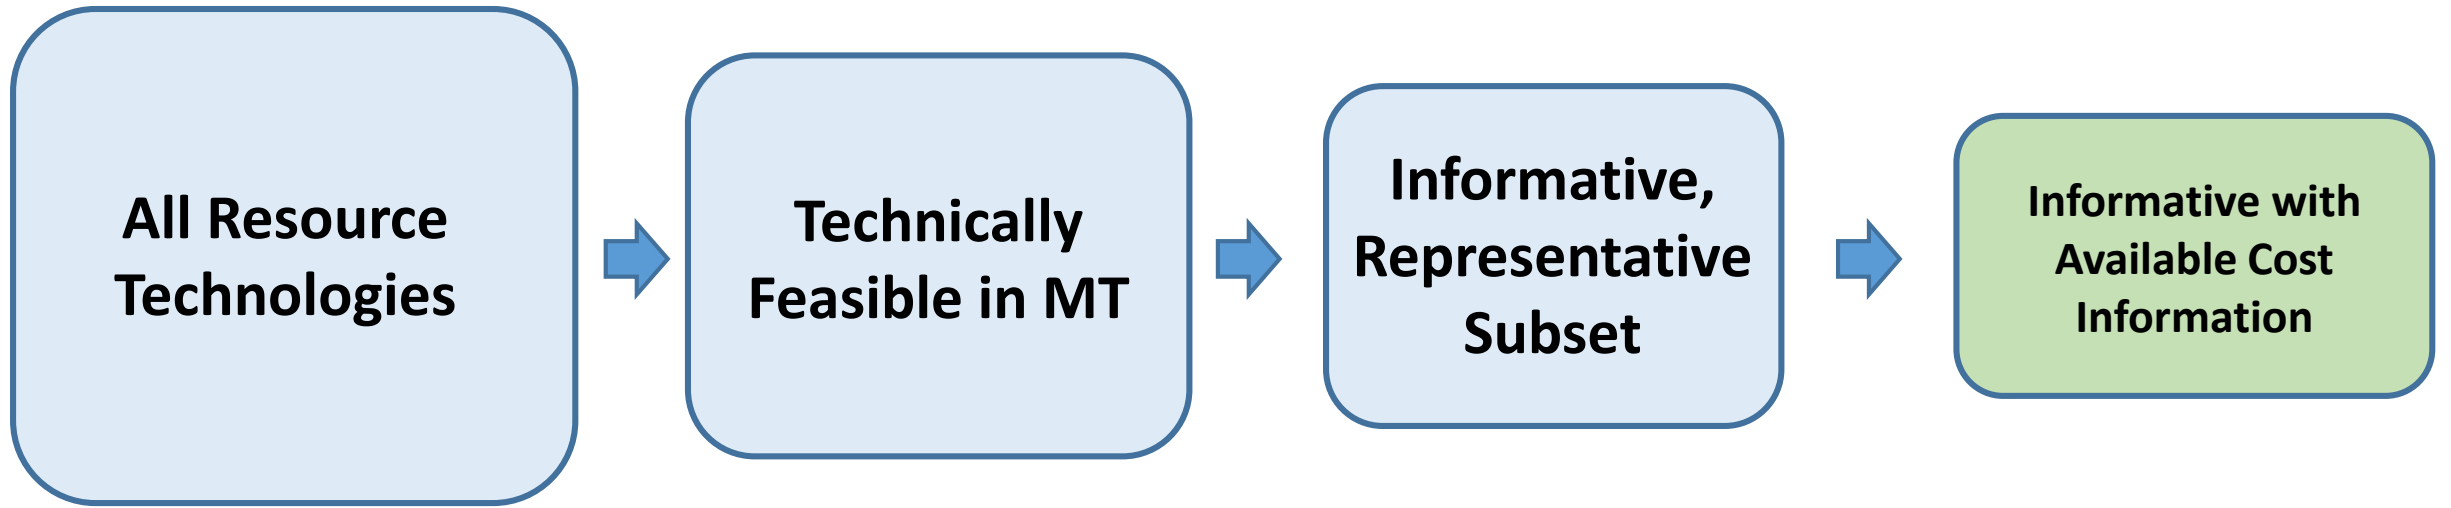 All Resource
Technologies
Technically
Feasible in MT
Informative,
Representative
Subset
Informative with
Available Cost
Information